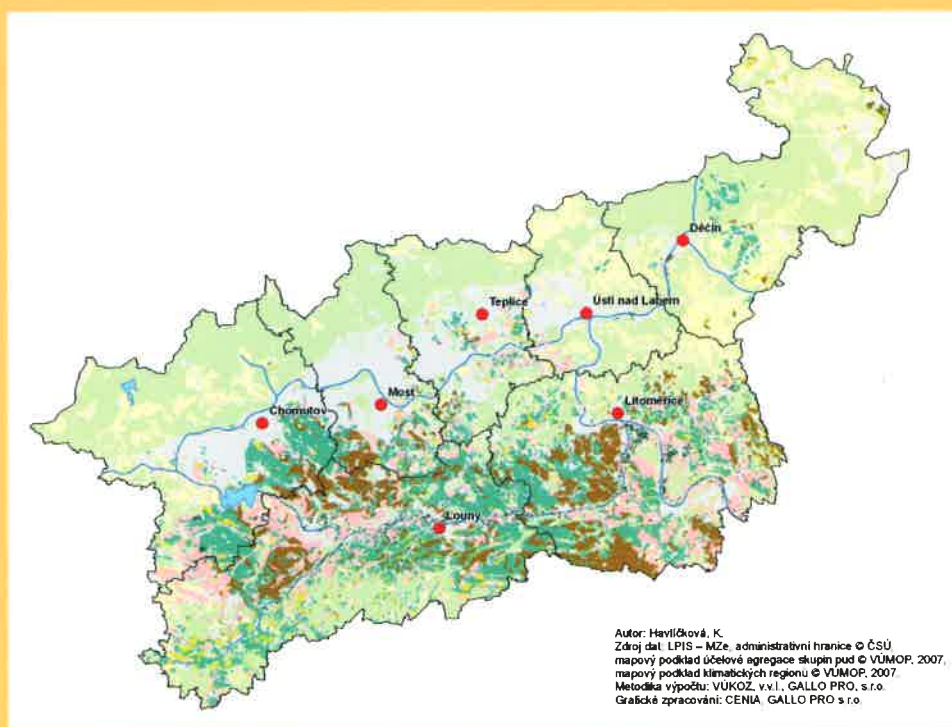 Děčín
Teplice
Ústí nad Labem
Most
Chomutov
Litoměřice
Louny
Autor: Havlíčková, K.
Zdroj dat: LPIS – MZe, administrativní hranice © ČSÚ,
mapový podklad účelové agregace skupin pud © VÚMOP, 2007,
mapový podklad klimatických regionu © VÚMOP, 2007,
Metodika výpočtu: VÚKOZ, v.v.i., GALLO PRO, s.r.o.
Grafické zpracování: CENIA, GALLO PRO s r.o.